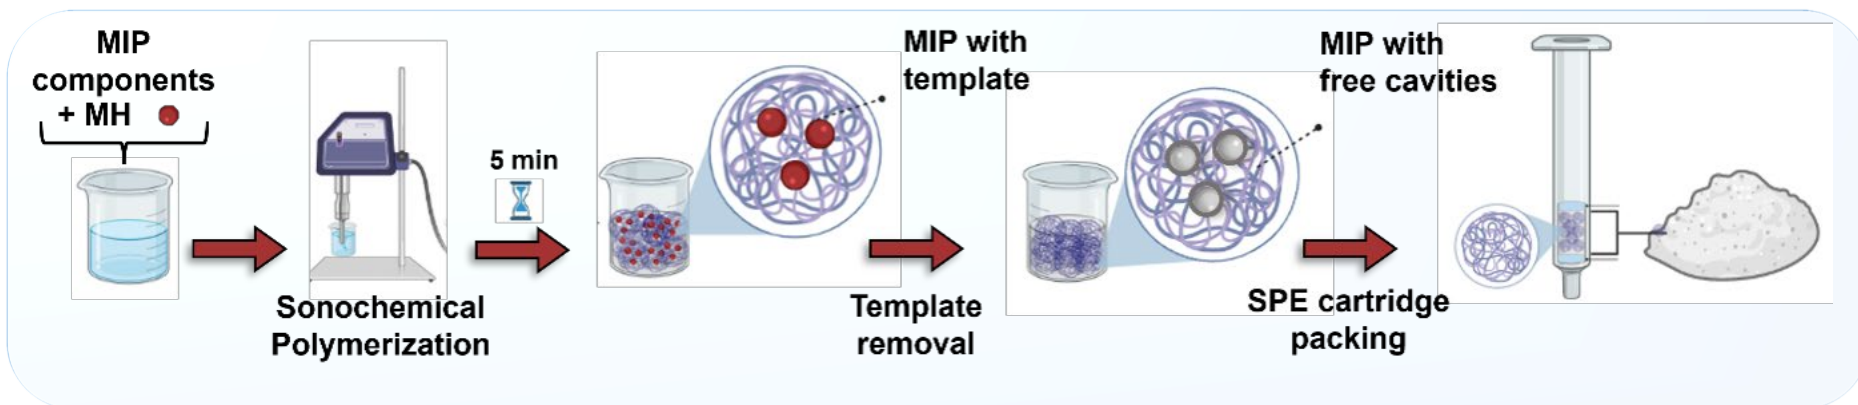 MIP
components
+ MH
Sonochemical
Polymerization
5 min
MIP with
template
Template
removal
MIP with
free cavities
SPE cartridge
packing